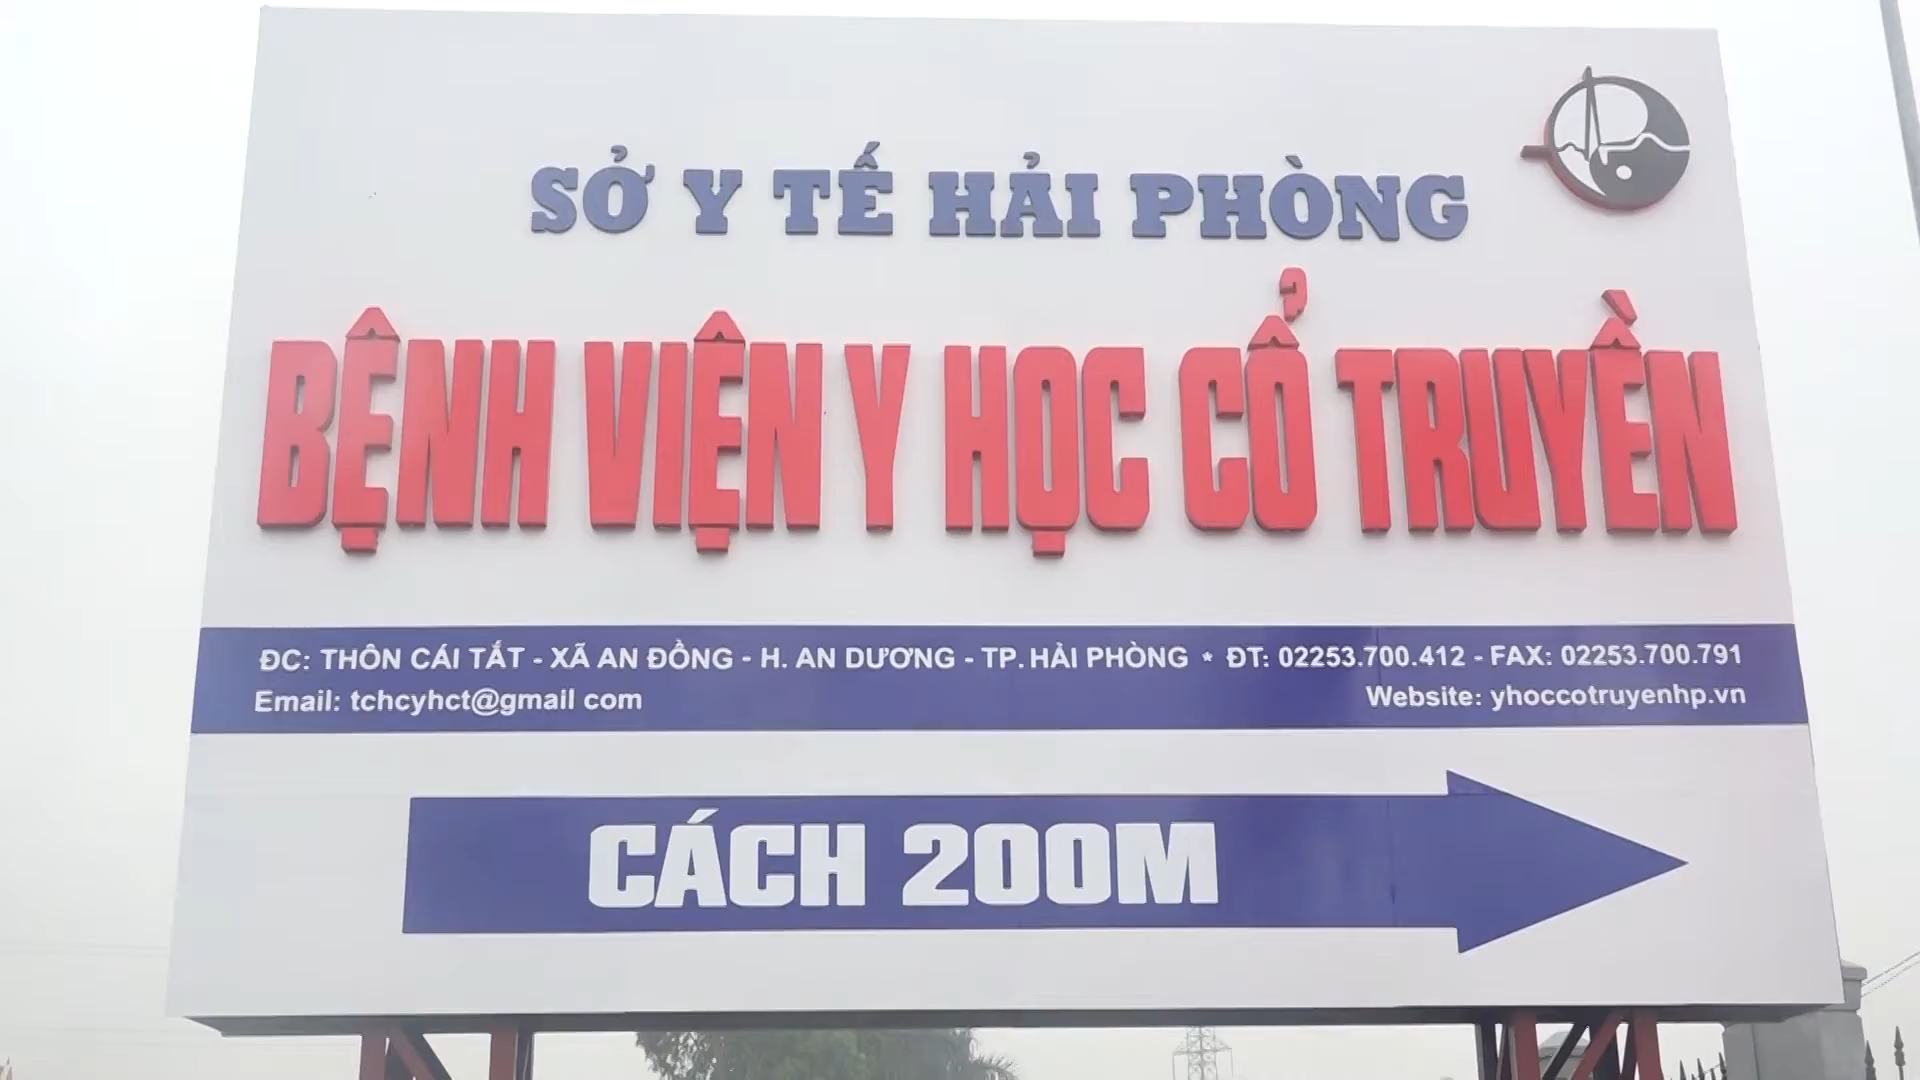 SỞ Y TẾ HẢI PHÒNG
BỆNH VIỆN Y HỌC CỔ TRUYỀN
ĐC: THÔN CÁI TẮT - XÃ AN ĐỒNG - H. AN DƯƠNG - TP. HẢI PHÒNG * ĐT: 02253.700.412 - FAX: 02253.700.791
Email: tchcyhct@gmail com Website: yhoccotruyenhp.vn
CÁCH 200M